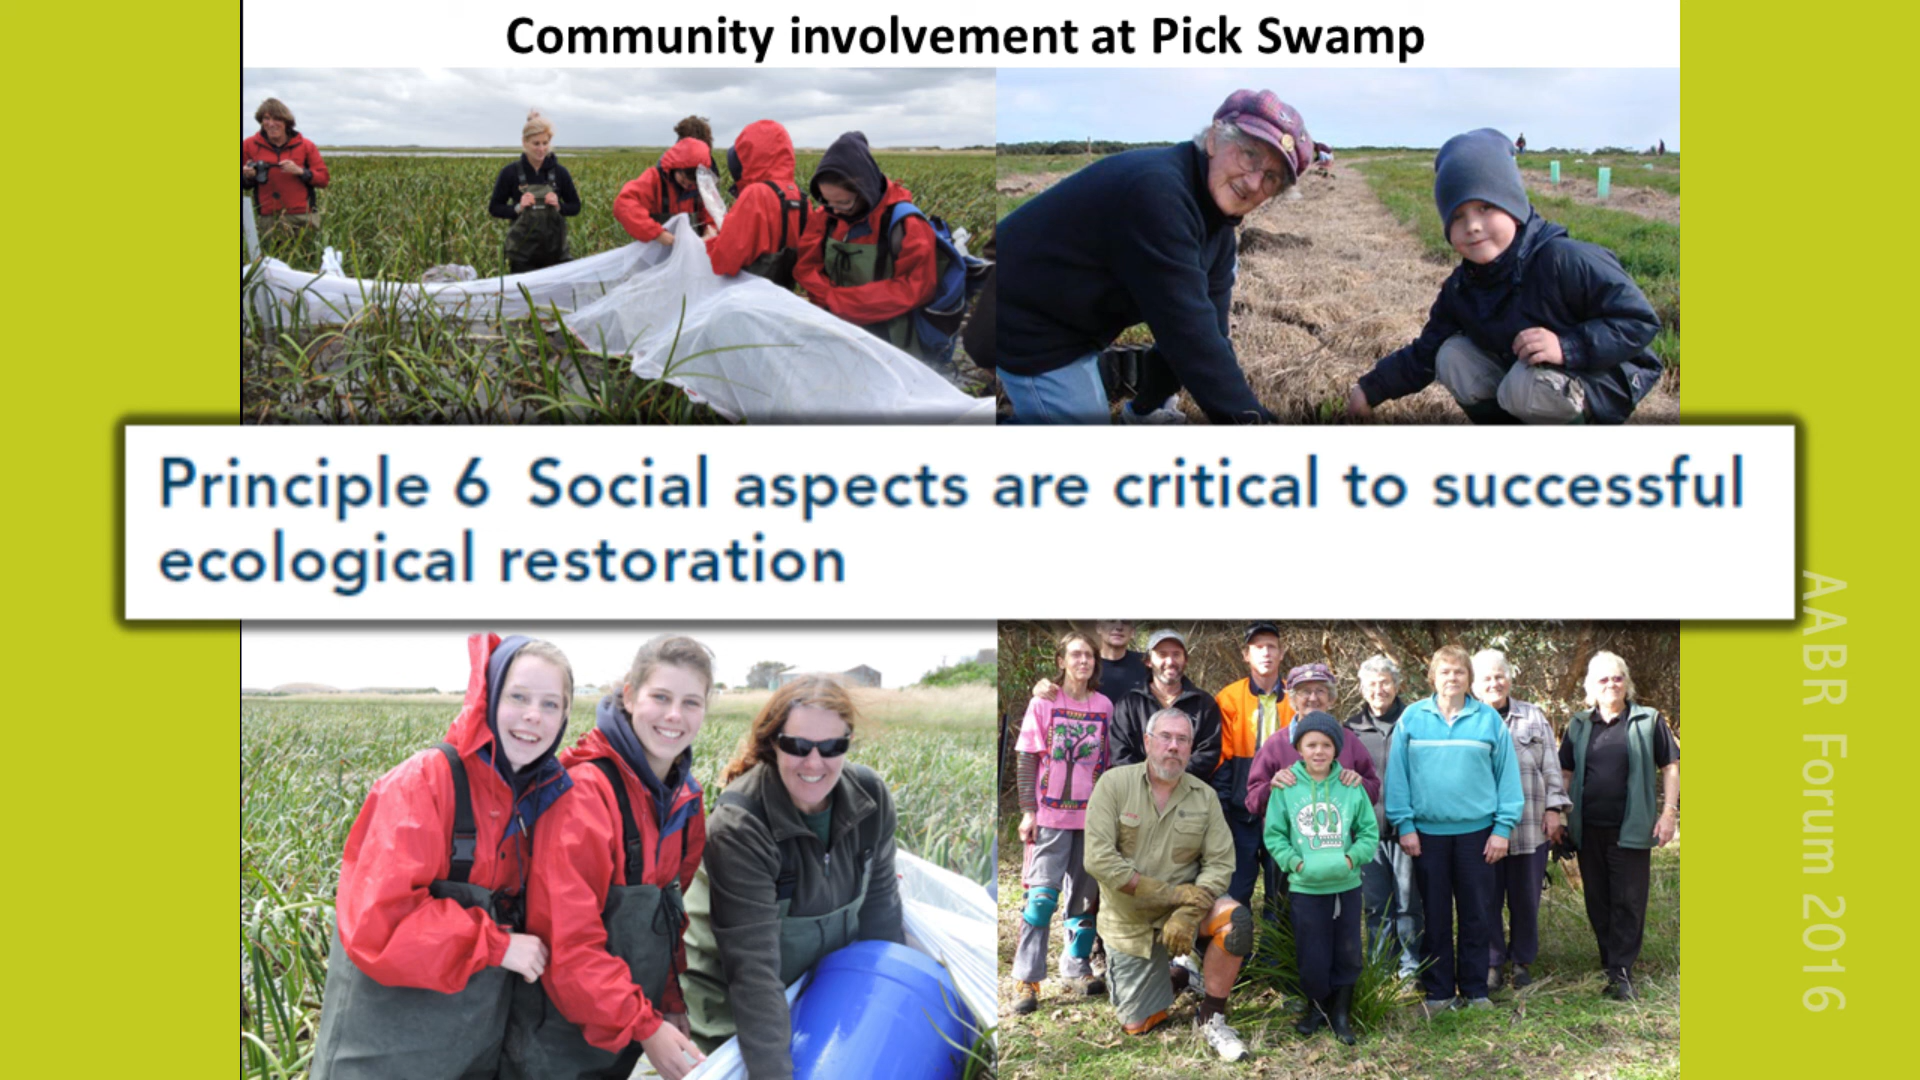 Community involvement at Pick Swamp
Principle 6 Social aspects are critical to successful
ecological restoration
AABR Forum 2016